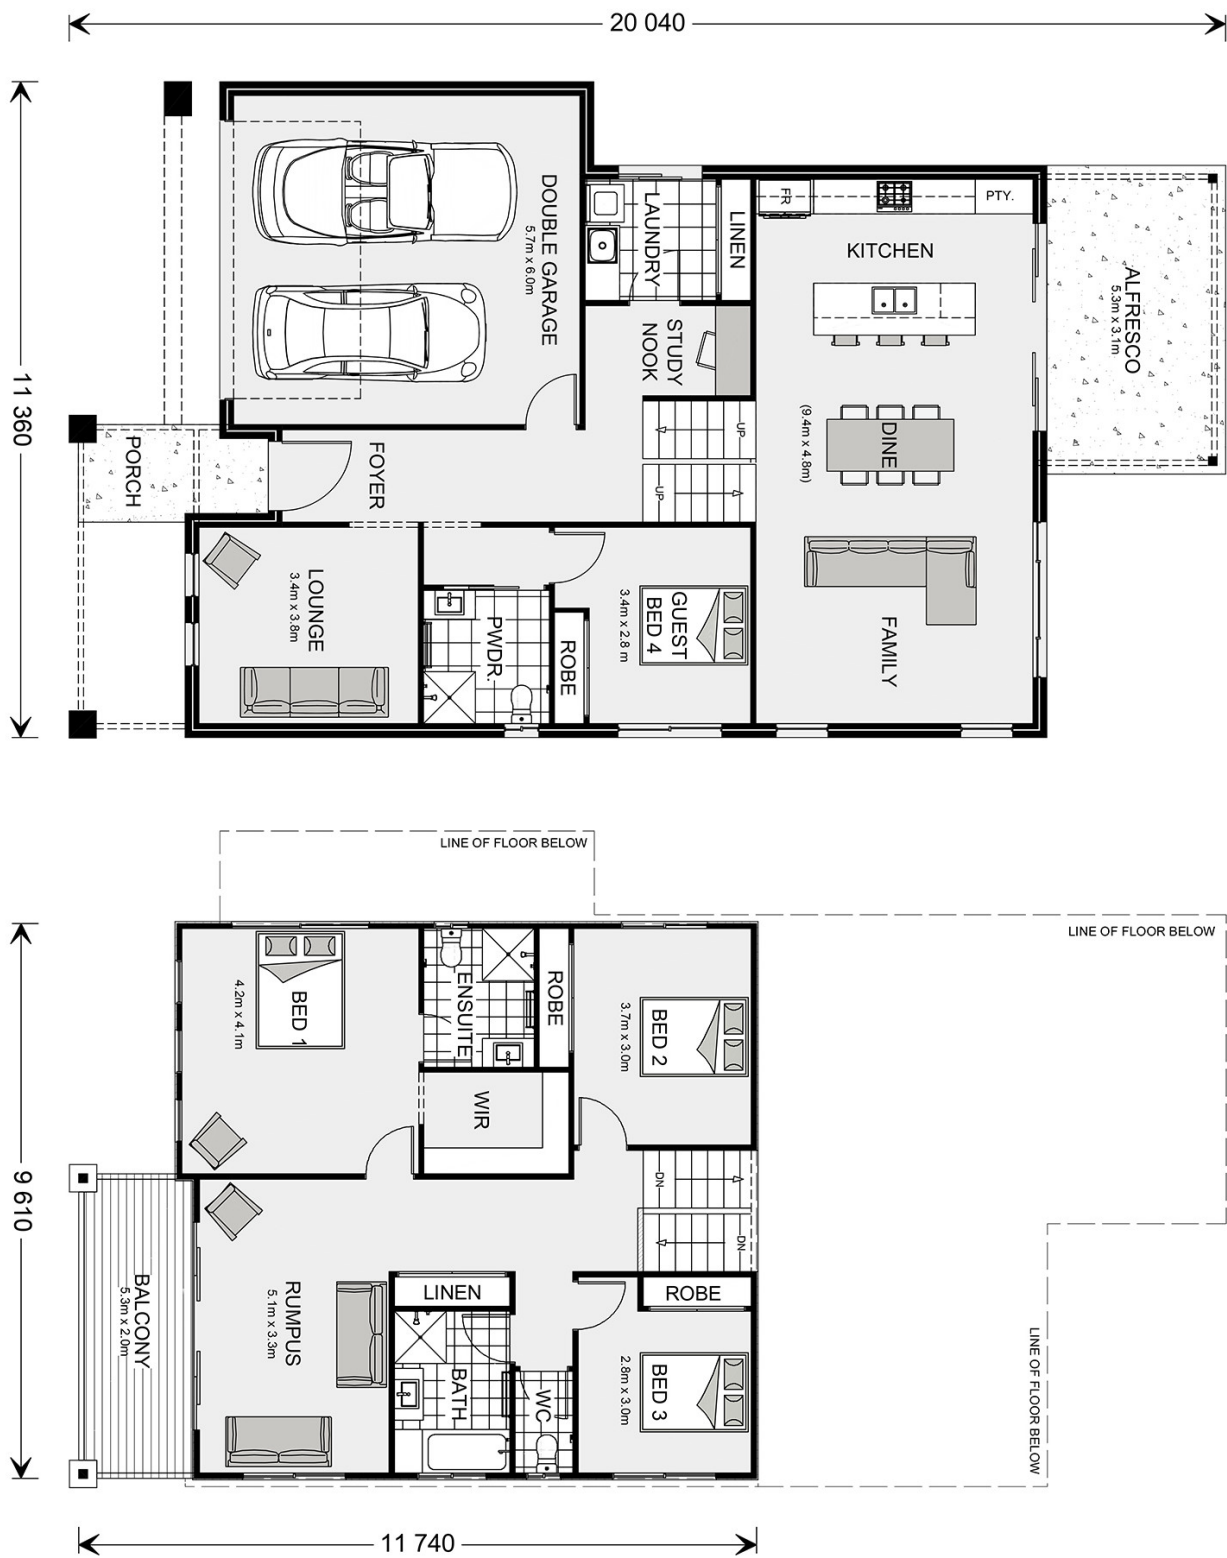 20 040
11 360
DOUBLE GARAGE
5.7m x 6.0m
LAUNDRY
LINEN
FR
PTY.
KITCHEN
ALFRESCO
5.3m x 3.1m
STUDY
NOOK
UP
UP
DINE
(9.4m x 4.8m)
PORCH
FOYER
LOUNGE
3.4m x 3.8m
PWDR.
ROBE
GUEST
BED 4
3.4m x 2.8 m
FAMILY
LINE OF FLOOR BELOW
LINE OF FLOOR BELOW
9 610
BED 1
4.2m x 4.1m
ENSUITE
ROBE
BED 2
3.7m x 3.0m
WIR
DN
DN
BALCONY
5.3m x 2.0m
RUMPUS
5.1m x 3.3m
LINEN
ROBE
BATH
WC
BED 3
2.8m x 3.0m
LINE OF FLOOR BELOW
11 740